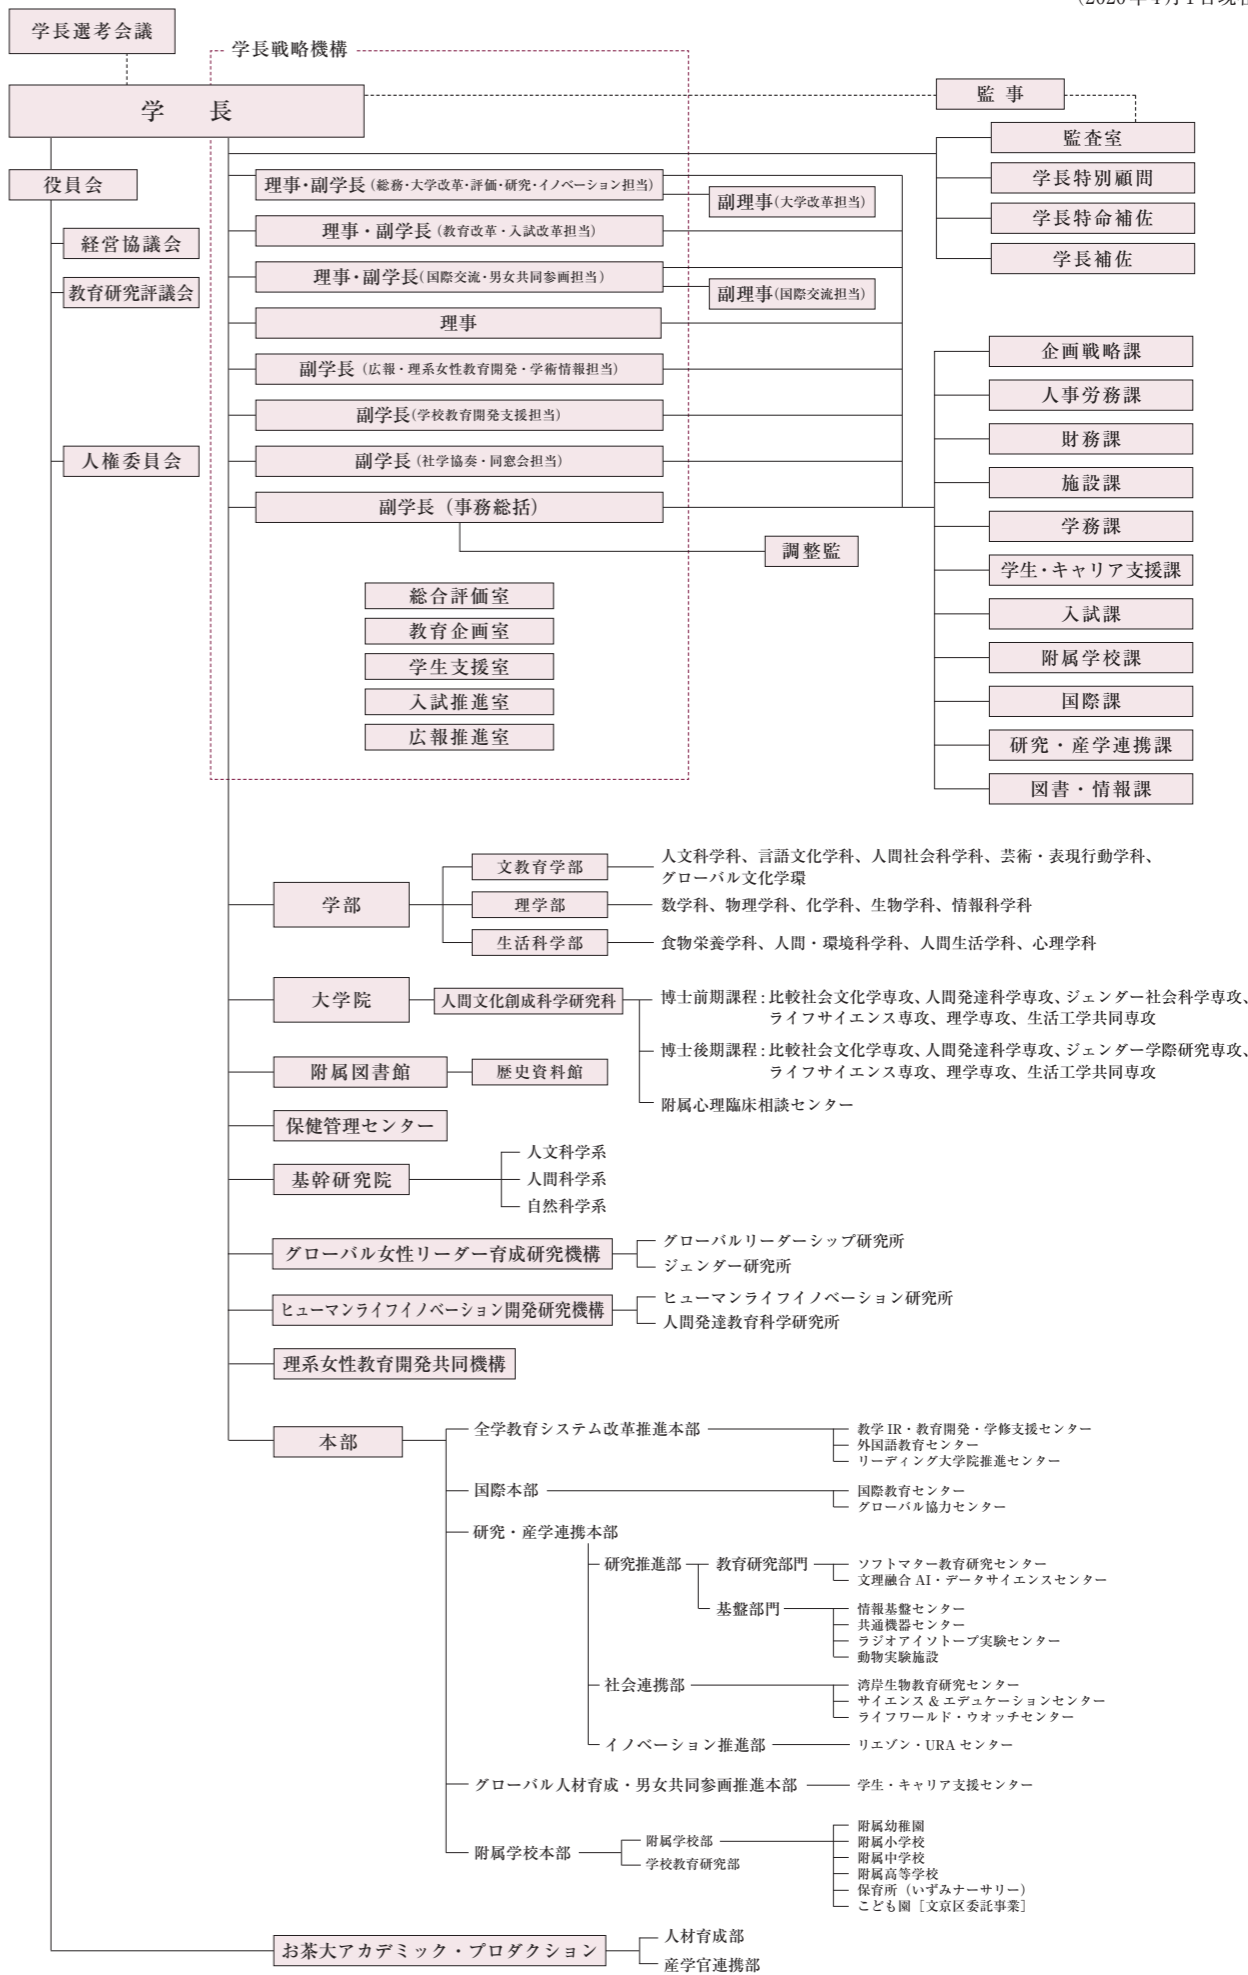 (2020年4月1日現在
学長選考会議
学長戦略機構
学 長
監 事
監査室
学長特別顧問
学長特命補佐
学長補佐
役員会
経営協議会
教育研究評議会
人権委員会
理事・副学長(総務・大学改革・評価・研究・イノベーション担当)
副理事(大学改革担当)
理事・副学長(教育改革・入試改革担当)
理事・副学長(国際交流・男女共同参画担当)
副理事(国際交流担当)
理事
副学長(広報・理系女性教育開発・学術情報担当)
副学長(学校教育開発支援担当)
副学長(社学協奏・同窓会担当)
副学長(事務総括)
調整監
総合評価室
教育企画室
学生支援室
入試推進室
広報推進室
企画戦略課
人事労務課
財務課
施設課
学務課
学生・キャリア支援課
入試課
附属学校課
国際課
研究・産学連携課
図書・情報課
学部
文教育学部
人文科学科、言語文化学科、人間社会科学科、芸術・表現行動学科、
グローバル文化学環
理学部
数学科、物理学科、化学科、生物学科、情報科学科
生活科学部
食物栄養学科、人間・環境科学科、人間生活学科、心理学科
大学院
人間文化創成科学研究科
博士前期課程:比較社会文化学専攻、人間発達科学専攻、ジェンダー社会科学専攻、
ライフサイエンス専攻、理学専攻、生活工学共同専攻
博士後期課程:比較社会文化学専攻、人間発達科学専攻、ジェンダー学際研究専攻、
ライフサイエンス専攻、理学専攻、生活工学共同専攻
附属心理臨床相談センター
附属図書館
歴史資料館
保健管理センター
基幹研究院
人文科学系
人間科学系
自然科学系
グローバル女性リーダー育成研究機構
グローバルリーダーシップ研究所
ジェンダー研究所
ヒューマンライフイノベーション開発研究機構
ヒューマンライフイノベーション研究所
人間発達教育科学研究所
理系女性教育開発共同機構
本部
全学教育システム改革推進本部
教学IR・教育開発・学修支援センター
外国語教育センター
リーディング大学院推進センター
国際本部
国際教育センター
グローバル協力センター
研究・産学連携本部
研究推進部
教育研究部門
ソフトマター教育研究センター
文理融合AI・データサイエンスセンター
基盤部門
情報基盤センター
共通機器センター
ラジオアイソトープ実験センター
動物実験施設
社会連携部
湾岸生物教育研究センター
サイエンス&エデュケーションセンター
ライフワールド・ウオッチセンター
イノベーション推進部
リエゾン・URAセンター
グローバル人材育成・男女共同参画推進本部
学生・キャリア支援センター
附属学校本部
附属学校部
学校教育研究部
附属幼稚園
附属小学校
附属中学校
附属高等学校
保育所(いずみナーサリー)
こども園[文京区委託事業]
お茶大アカデミック・プロダクション
人材育成部
産学官連携部